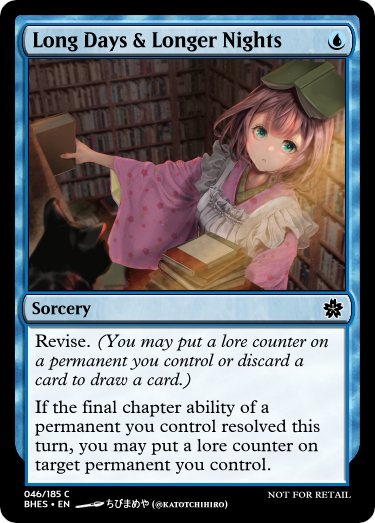 Long Days & Longer Nights
Sorcery
Revise. (You may put a lore counter on
a permanent you control or discard a
card to draw a card.)
If the final chapter ability of a
permanent you control resolved this
turn, you may put a lore counter on
target permanent you control.
046/185 C
BHES • EN ちびまめや (@KATOTCHIHIRO)
NOT FOR RETAIL